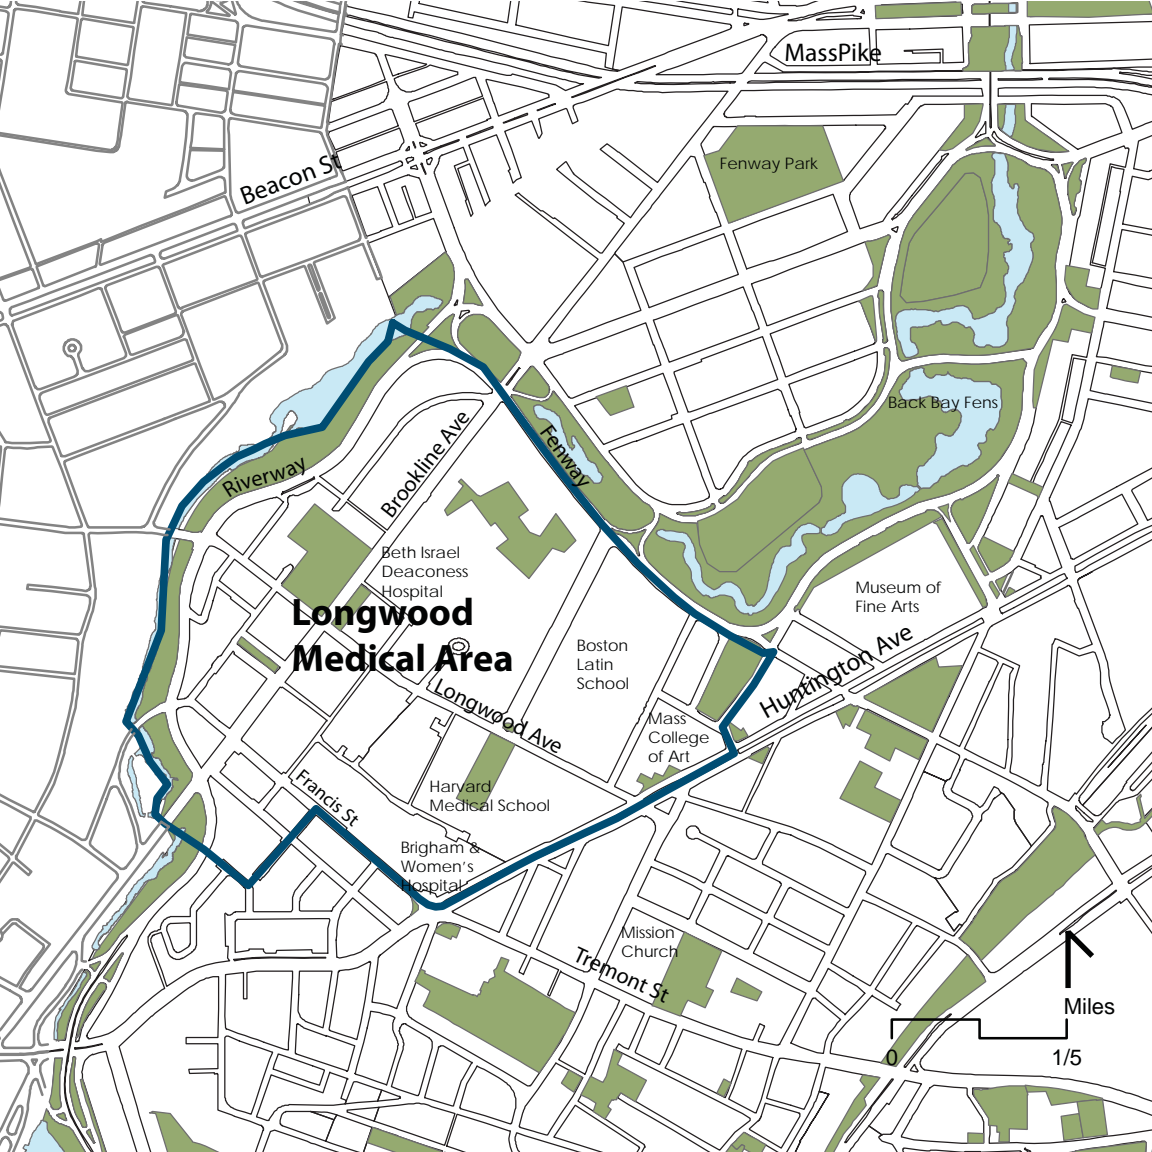 MassPike
Fenway Park
Beacon St
Back Bay Fens
Brookline Ave
Fenway
Riverway
Beth Israel
Deaconess
Hospital
Museum of
Fine Arts
Longwood
Medical Area
Boston
Latin
School
Huntington Ave
Longwood Ave
Mass
College
of Art
Francis St
Harvard
Medical School
Brigham &
Women's
Hospital
Mission
Church
Tremont St
Miles
0 1/5